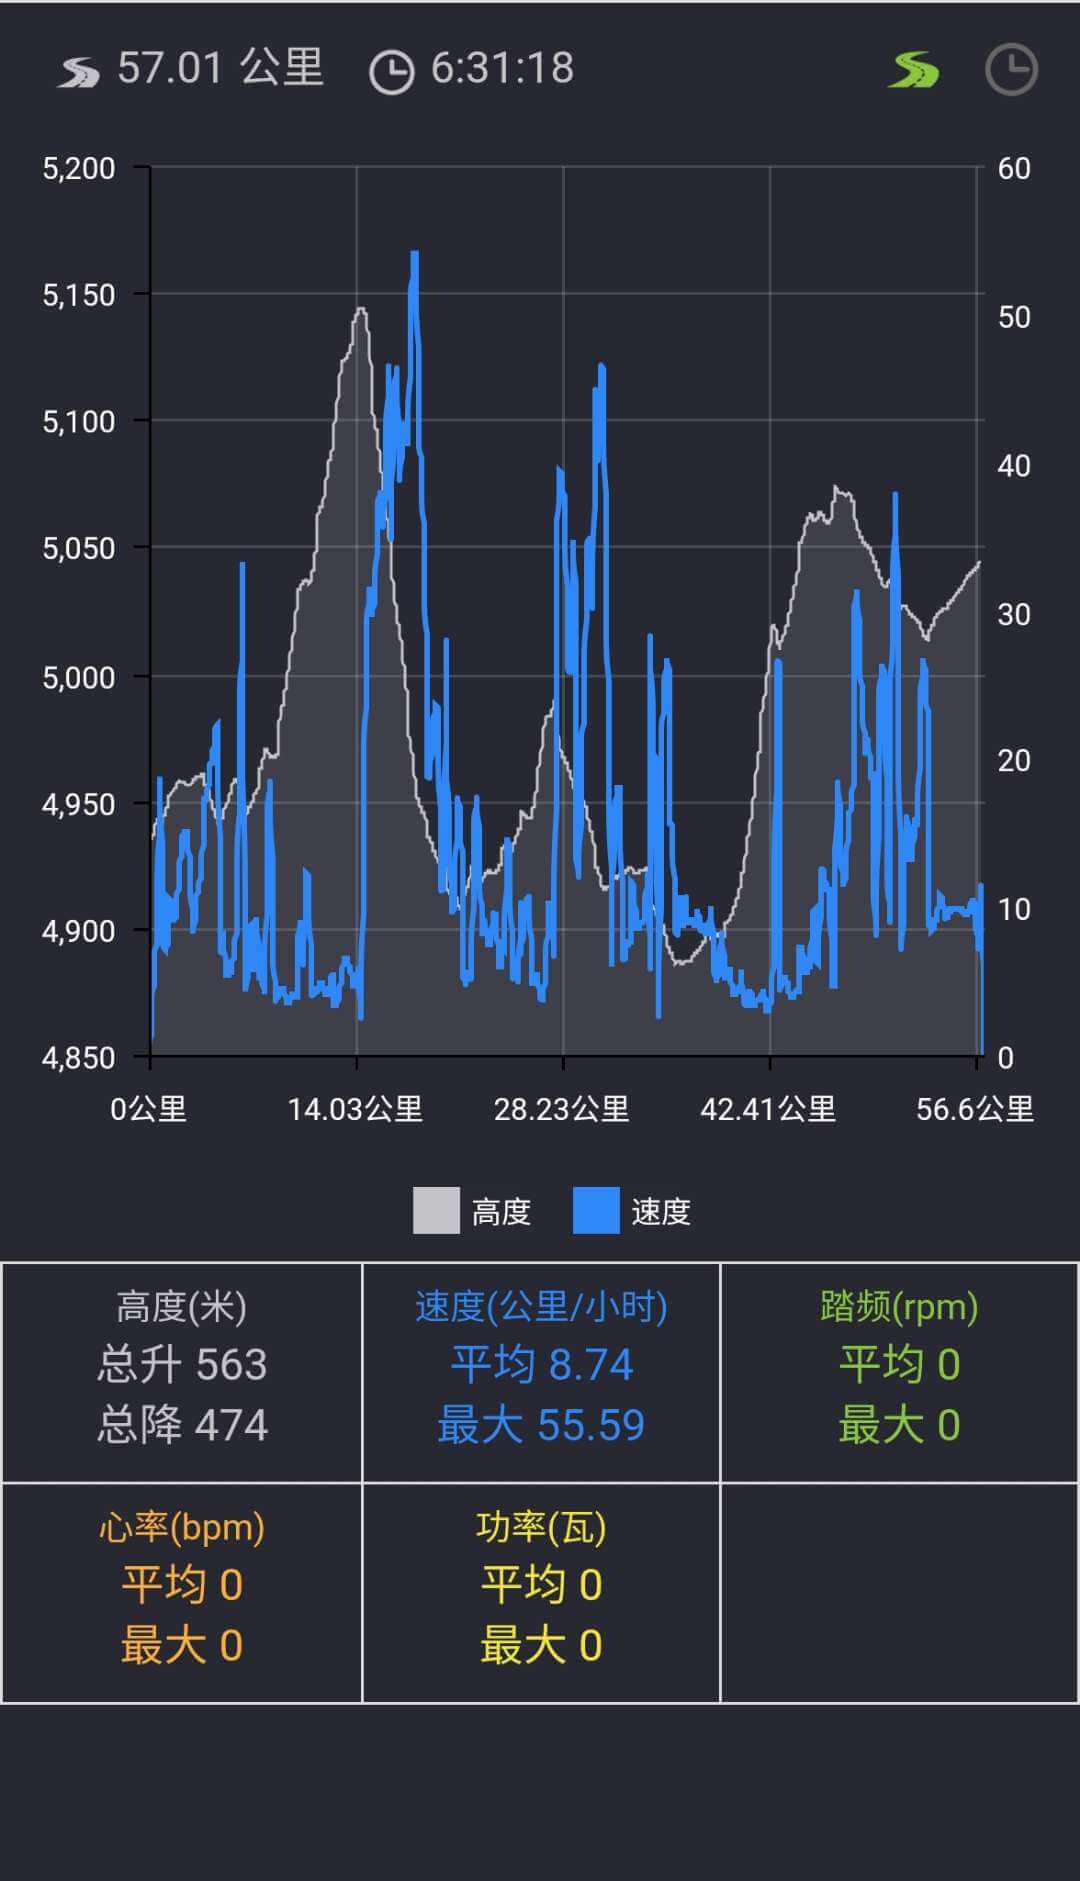 57.01 公里 6:31:18
5,200 60
5,150 50
5,100 40
5,050 30
5,000 20
4,950 10
4,900
4,850 0
0公里 14.03公里 28.23公里 42.41公里 56.6公里
高度 速度
高度(米) 速度(公里/小时) 踏频(rpm)
总升 563 平均 8.74 平均 0
总降 474 最大 55.59 最大 0
心率(bpm) 功率(瓦)
平均 0 平均 0
最大 0 最大 0